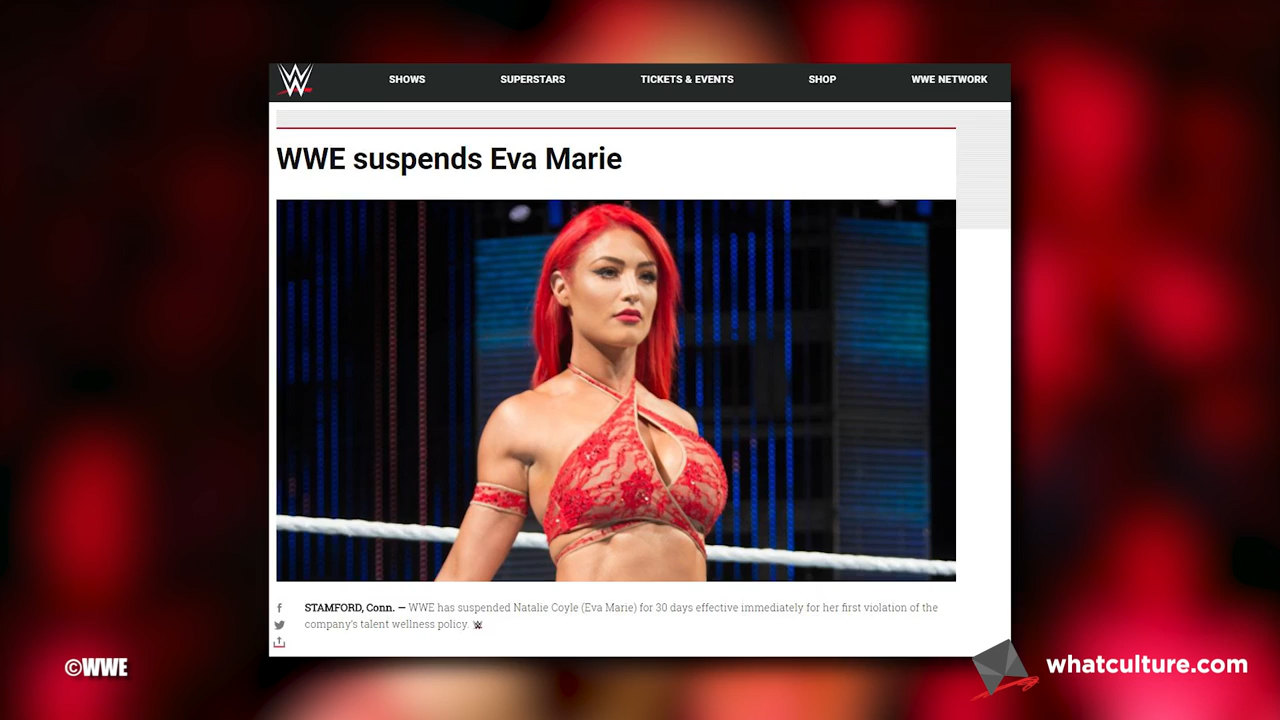 SHOWS SUPERSTARS TICKETS & EVENTS SHOP WWE NETWORK
WWE suspends Eva Marie
STAMFORD, Conn. — WWE has suspended Natalie Coyle (Eva Marie) for 30 days effective immediately for her first violation of the
company's talent wellness policy.
©WWE
whatculture.com